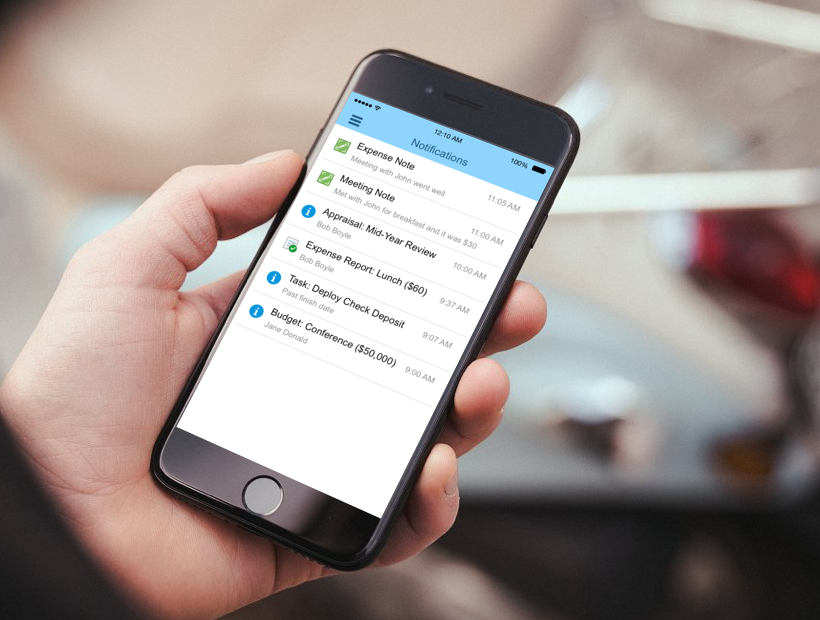 12:10 AM
100%
Notifications
Expense Note
Meeting with John went well
11:05 AM
Meeting Note
Met with John for breakfast and it was $30
11:00 AM
Appraisal: Mid-Year Review
Bob Boyle
10:00 AM
Expense Report: Lunch ($60)
Bob Boyle
9:37 AM
Task: Deploy Check Deposit
Past finish date
9:07 AM
Budget: Conference ($50,000)
Jane Donald
9:00 AM